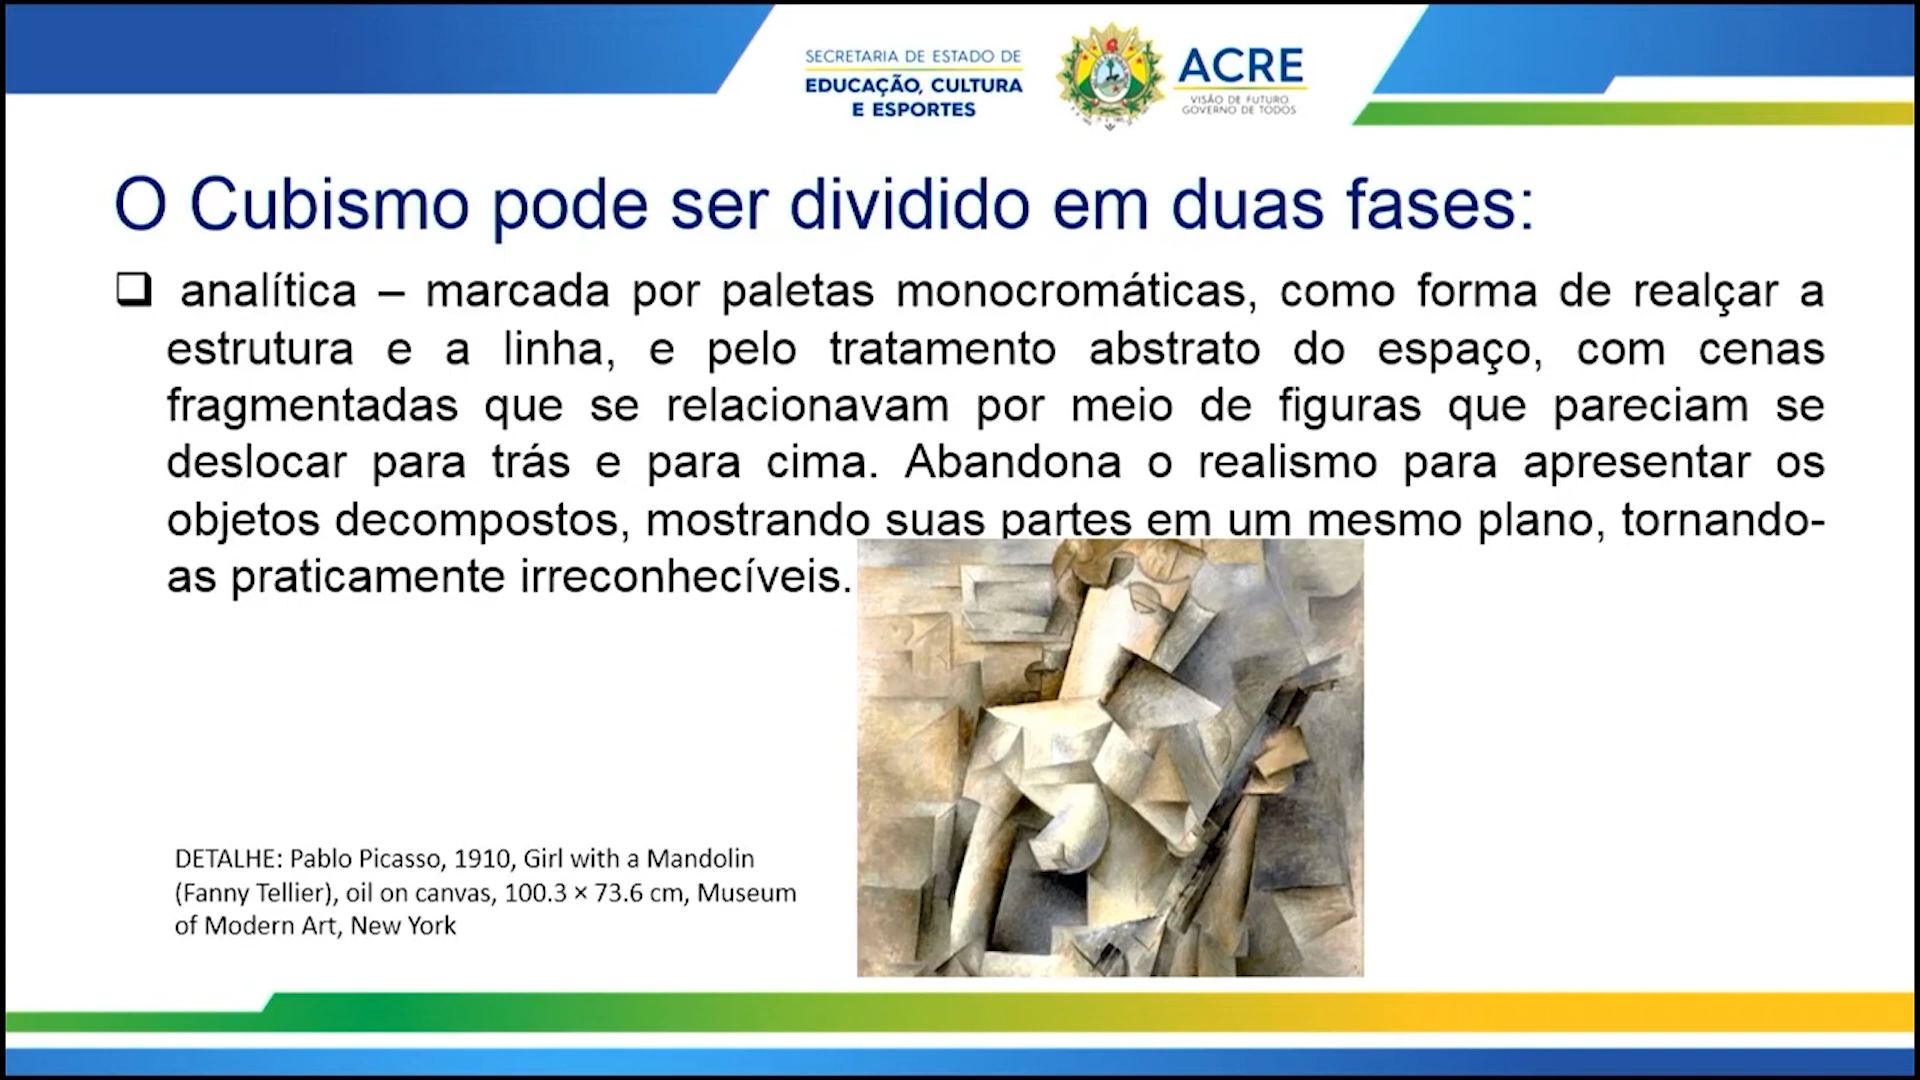 SECRETARIA DE ESTADO DE
EDUCAÇÃO, CULTURA
E ESPORTES
ACRE
VISÃO DE FUTURO
GOVERNO DE TODOS
O Cubismo pode ser dividido em duas fases:
❑ analítica – marcada por paletas monocromáticas, como forma de realçar a
estrutura e a linha, e pelo tratamento abstrato do espaço, com cenas
fragmentadas que se relacionavam por meio de figuras que pareciam se
deslocar para trás e para cima. Abandona o realismo para apresentar os
objetos decompostos, mostrando suas partes em um mesmo plano, tornando-
as praticamente irreconhecíveis.
DETALHE: Pablo Picasso, 1910, Girl with a Mandolin
(Fanny Tellier), oil on canvas, 100.3 × 73.6 cm, Museum
of Modern Art, New York